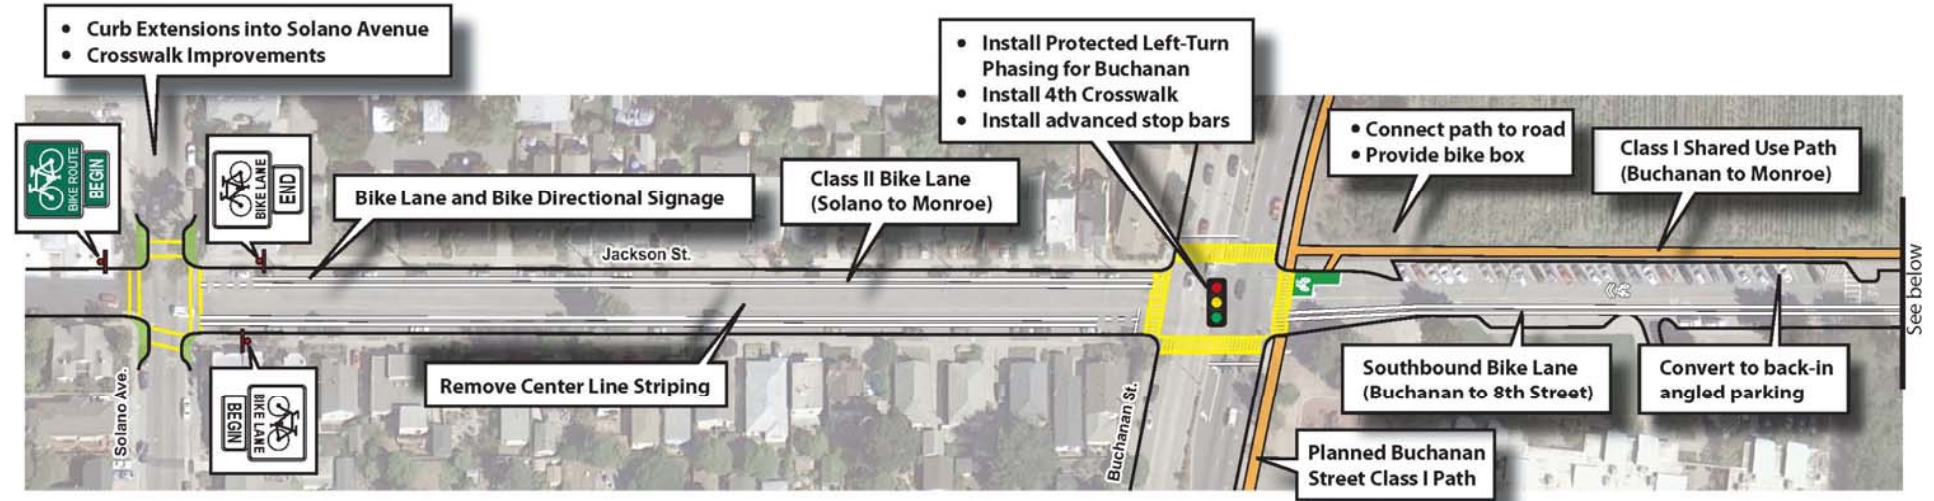 • Curb Extensions into Solano Avenue
• Crosswalk Improvements
• Install Protected Left-Turn
Phasing for Buchanan
• Install 4th Crosswalk
• Install advanced stop bars
• Connect path to road
• Provide bike box
Class I Shared Use Path
(Buchanan to Monroe)
BIKE ROUTE
BEGIN
BIKE LANE
END
Bike Lane and Bike Directional Signage
Class II Bike Lane
(Solano to Monroe)
Jackson St.
See below
Remove Center Line Striping
Southbound Bike Lane
(Buchanan to 8th Street)
Convert to back-in
angled parking
Solano Ave.
BEGIN
BIKE LANE
Buchanan St.
Planned Buchanan
Street Class I Path